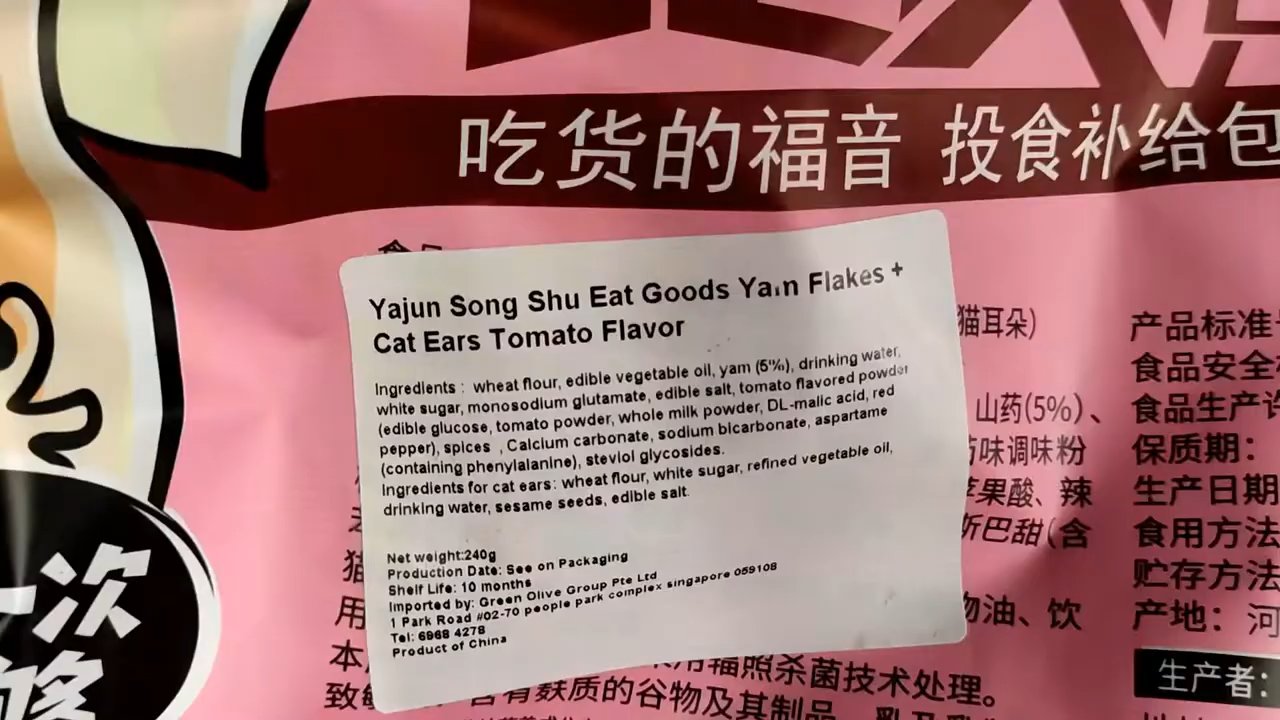 吃货的福音 投食补给包
Yajun Song Shu Eat Goods Yam Flakes +
Cat Ears Tomato Flavor
Ingredients : wheat flour, edible vegetable oil, yam (5%), drinking water,
white sugar, monosodium glutamate, edible salt, tomato flavored powder
(edible glucose, tomato powder, whole milk powder, DL-malic acid, red
pepper), spices , Calcium carbonate, sodium bicarbonate, aspartame
(containing phenylalanine), steviol glycosides.
Ingredients for cat ears: wheat flour, white sugar, refined vegetable oil,
drinking water, sesame seeds, edible salt.
Net weight:240g
Production Date: See on Packaging
Shelf Life: 10 months
Imported by: Green Olive Group Pte Ltd
1 Park Road #02-70 people park complex singapore 059108
Tel: 6968 4278
Product of China
猫耳朵)
山药(5%)、
味调味粉
苹果酸、辣
斯巴甜(含
猫
用
物油、饮
本
用辐照杀菌技术处理。
致敏
含有麸质的谷物及其制品
产品标准
食品安全
食品生产许
保质期:
生产日期
食用方法
贮存方法
产地: 河
生产者:
一次
够